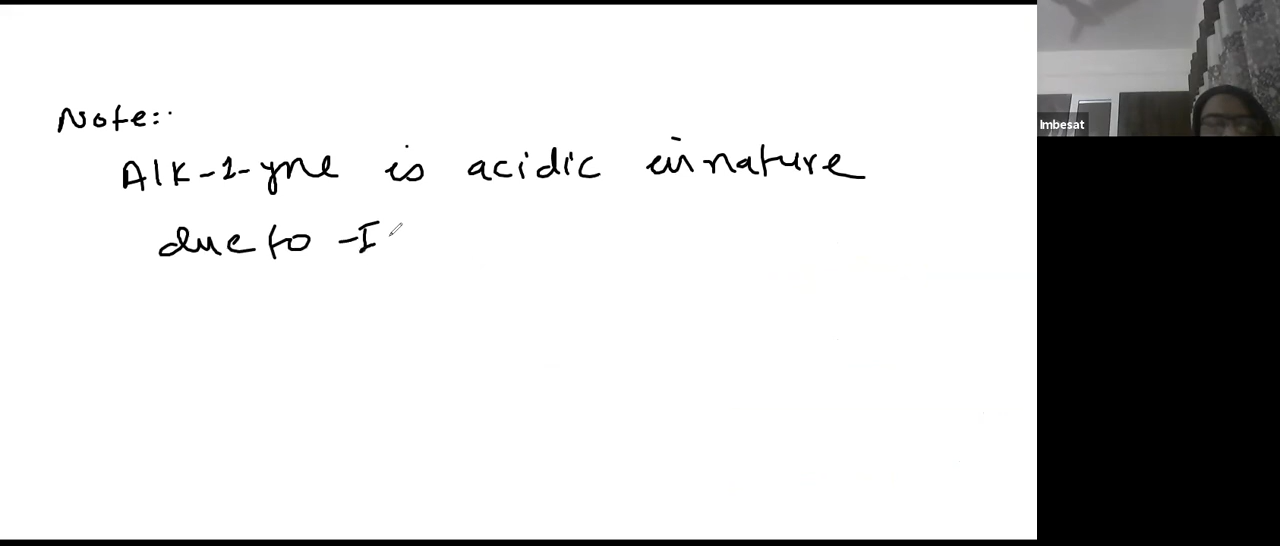 Note:-
Alk-1-yne is acidic in nature
due to -I
Imbesat